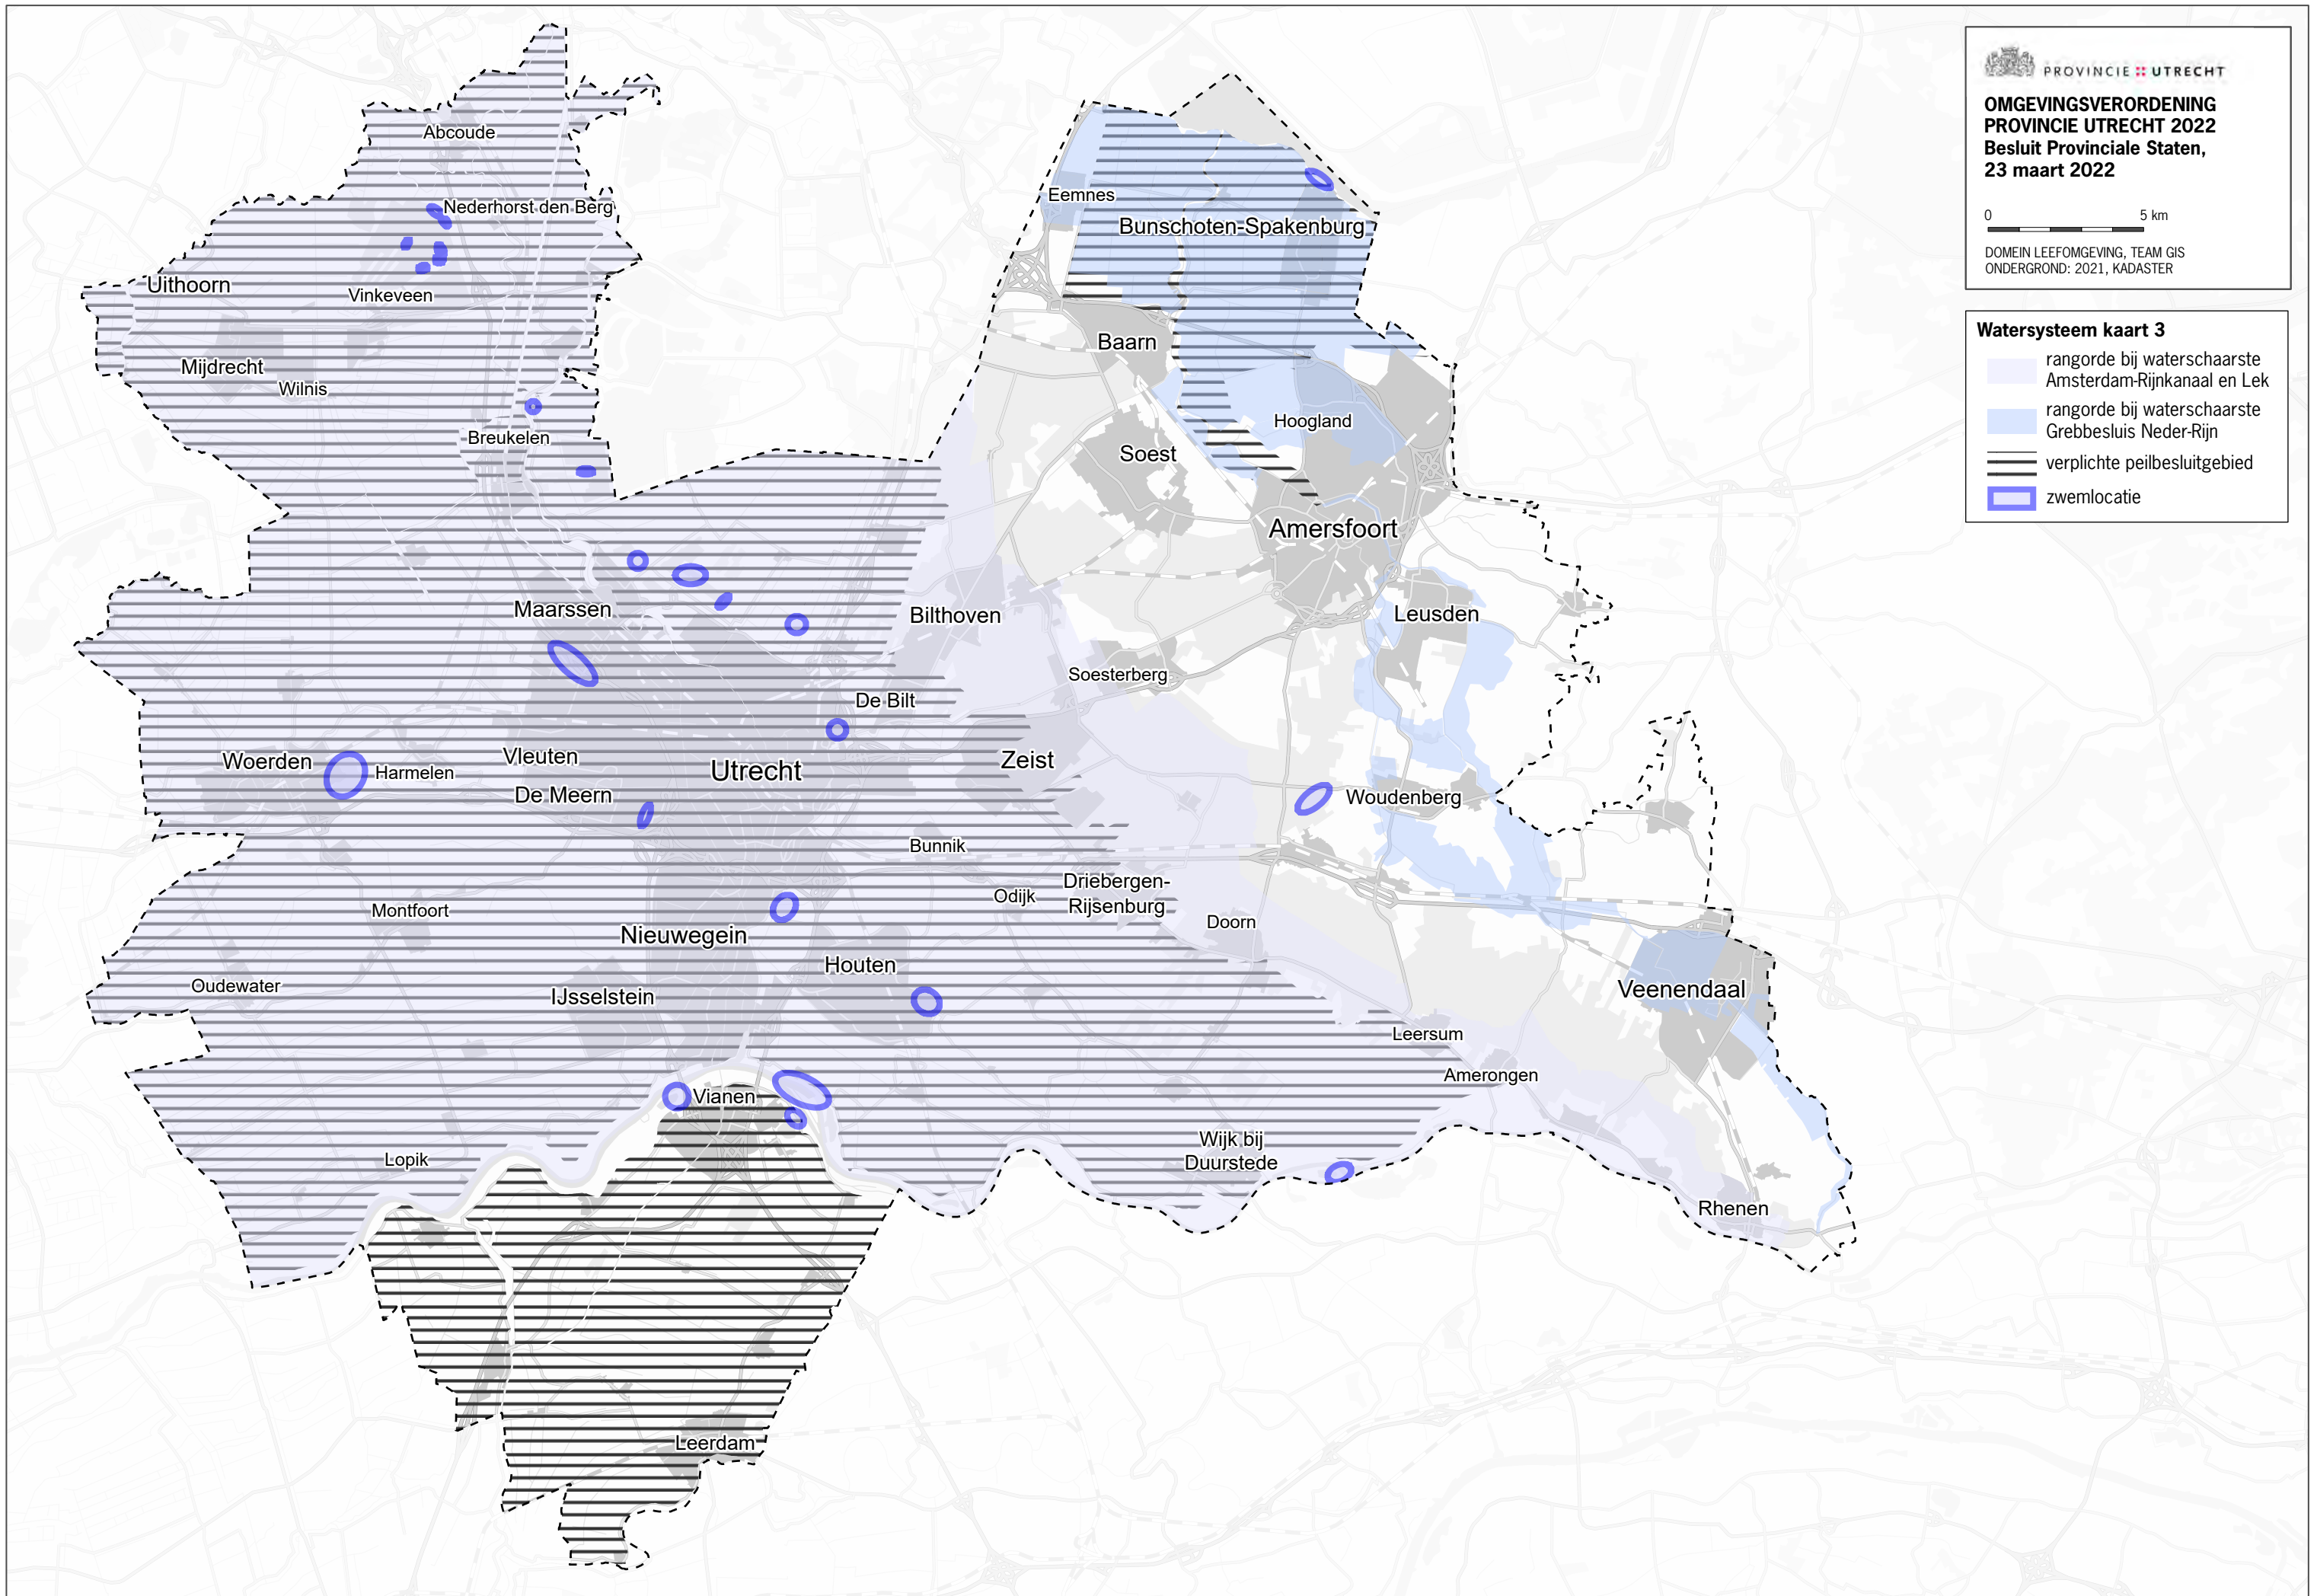 PROVINCIE UTRECHT
OMGEVINGSVERORDENING
PROVINCIE UTRECHT 2022
Besluit Provinciale Staten,
23 maart 2022
0 5 km
DOMEIN LEEFOMGEVING, TEAM GIS
ONDERGROND: 2021, KADASTER
Watersysteem kaart 3
rangorde bij waterschaarste
Amsterdam-Rijnkanaal en Lek
rangorde bij waterschaarste
Grebbesluis Neder-Rijn
verplichte peilbesluitgebied
zwemlocatie
Abcoude
Nederhorst den Berg
Eemnes
Bunschoten-Spakenburg
Uithoorn
Vinkeveen
Baarn
Mijdrecht
Wilnis
Hoogland
Breukelen
Soest
Amersfoort
Maarssen
Bilthoven
Leusden
Soesterberg
De Bilt
Woerden
Harmelen
Vleuten
Utrecht
Zeist
De Meern
Woudenberg
Bunnik
Driebergen-
Rijsenburg
Odijk
Montfoort
Doorn
Nieuwegein
Houten
Oudewater
IJsselstein
Veenendaal
Leersum
Amerongen
Vianen
Wijk bij
Duurstede
Lopik
Rhenen
Leerdam